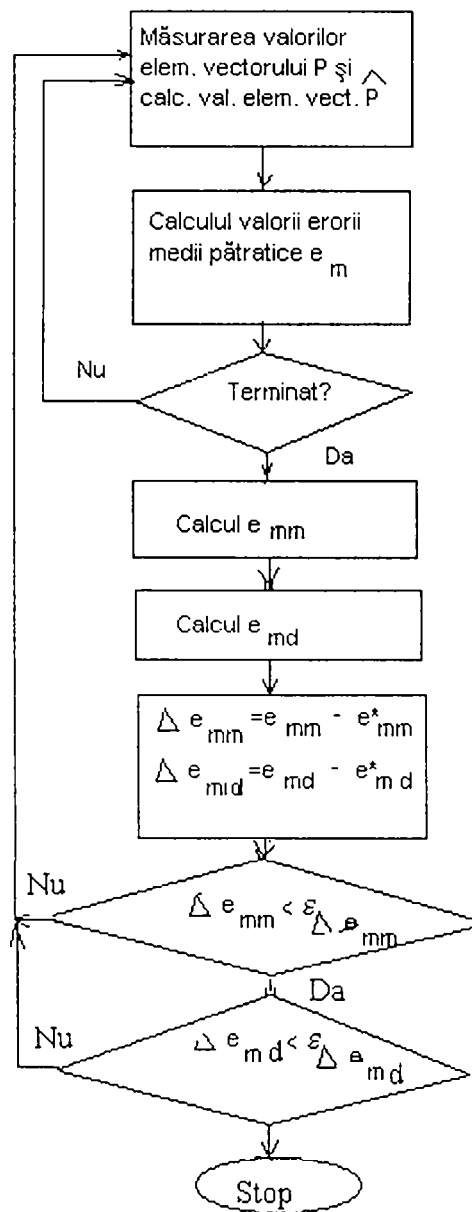 Măsurarea valorilor
elem. vectorului P şi
calc. val. elem. vect. P̂
Calculul valorii erorii
medii pătratice e m
Nu
Terminat?
Da
Calcul e mm
Calcul e md
Δ e mm = e mm - e* mm
Δ e md = e md - e* md
Nu
Δ e mm < ε Δ e mm
Da
Nu
Δ e md < ε Δ e md
Stop